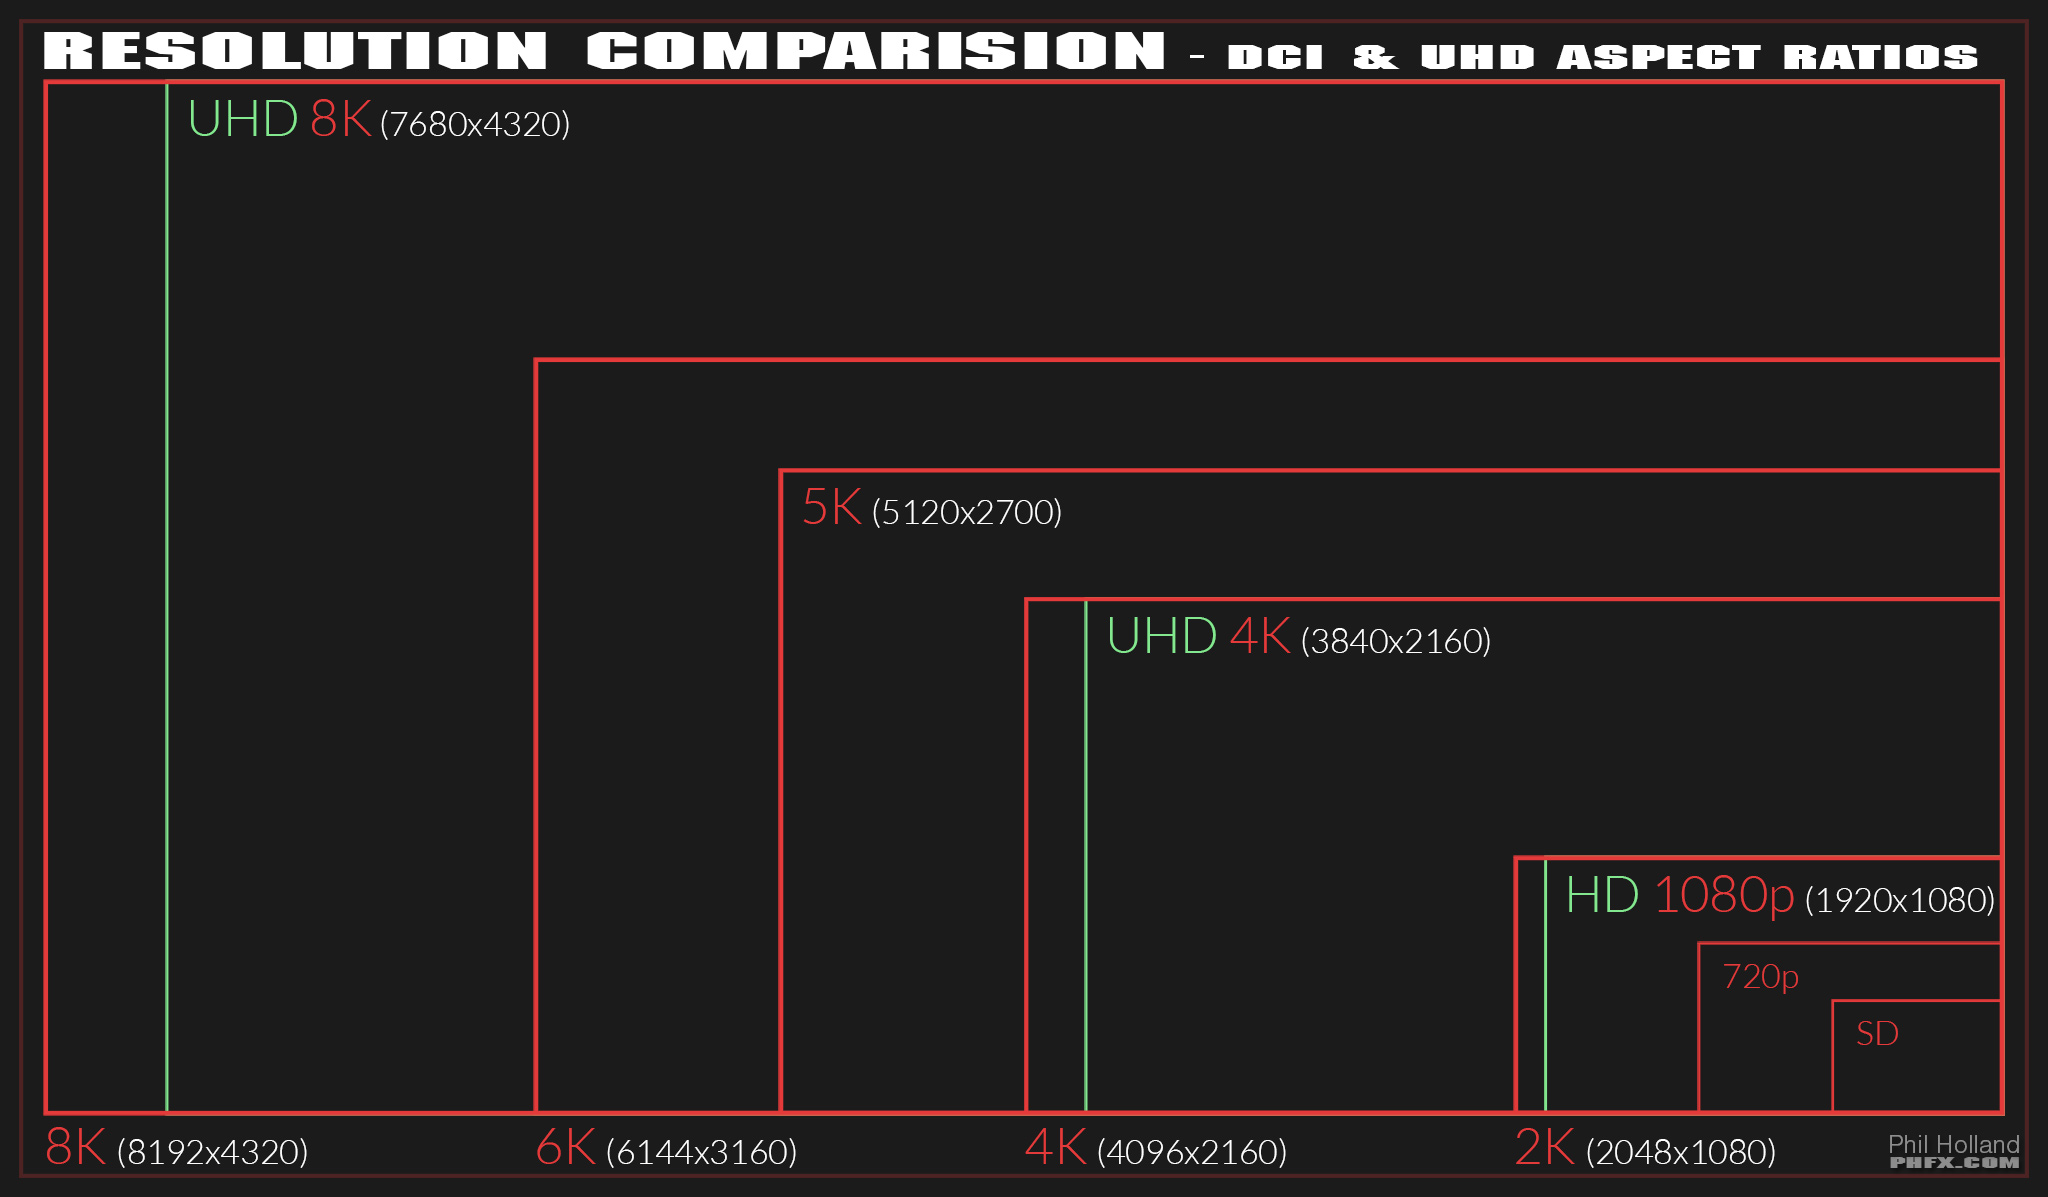 RESOLUTION COMPARISION - DCI & UHD ASPECT RATIOS
UHD 8K (7680x4320)
5K (5120x2700)
UHD 4K (3840x2160)
HD 1080p (1920x1080)
720p
SD
8K (8192x4320)
6K (6144x3160)
4K (4096x2160)
2K (2048x1080)
Phil Holland
PHFX.COM